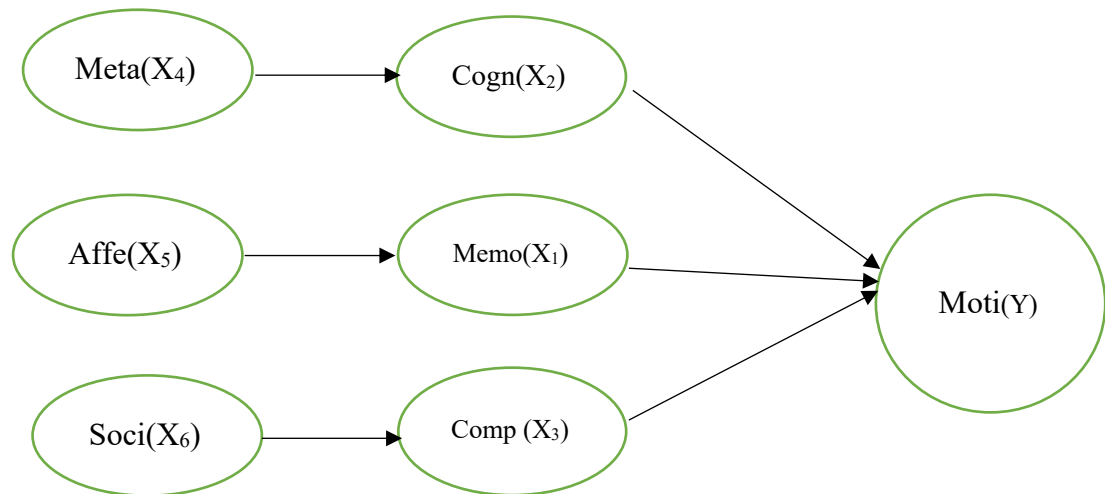 Meta(X₄)
Cogn(X₂)
Affe(X₅)
Memo(X₁)
Moti(Y)
Soci(X₆)
Comp (X₃)